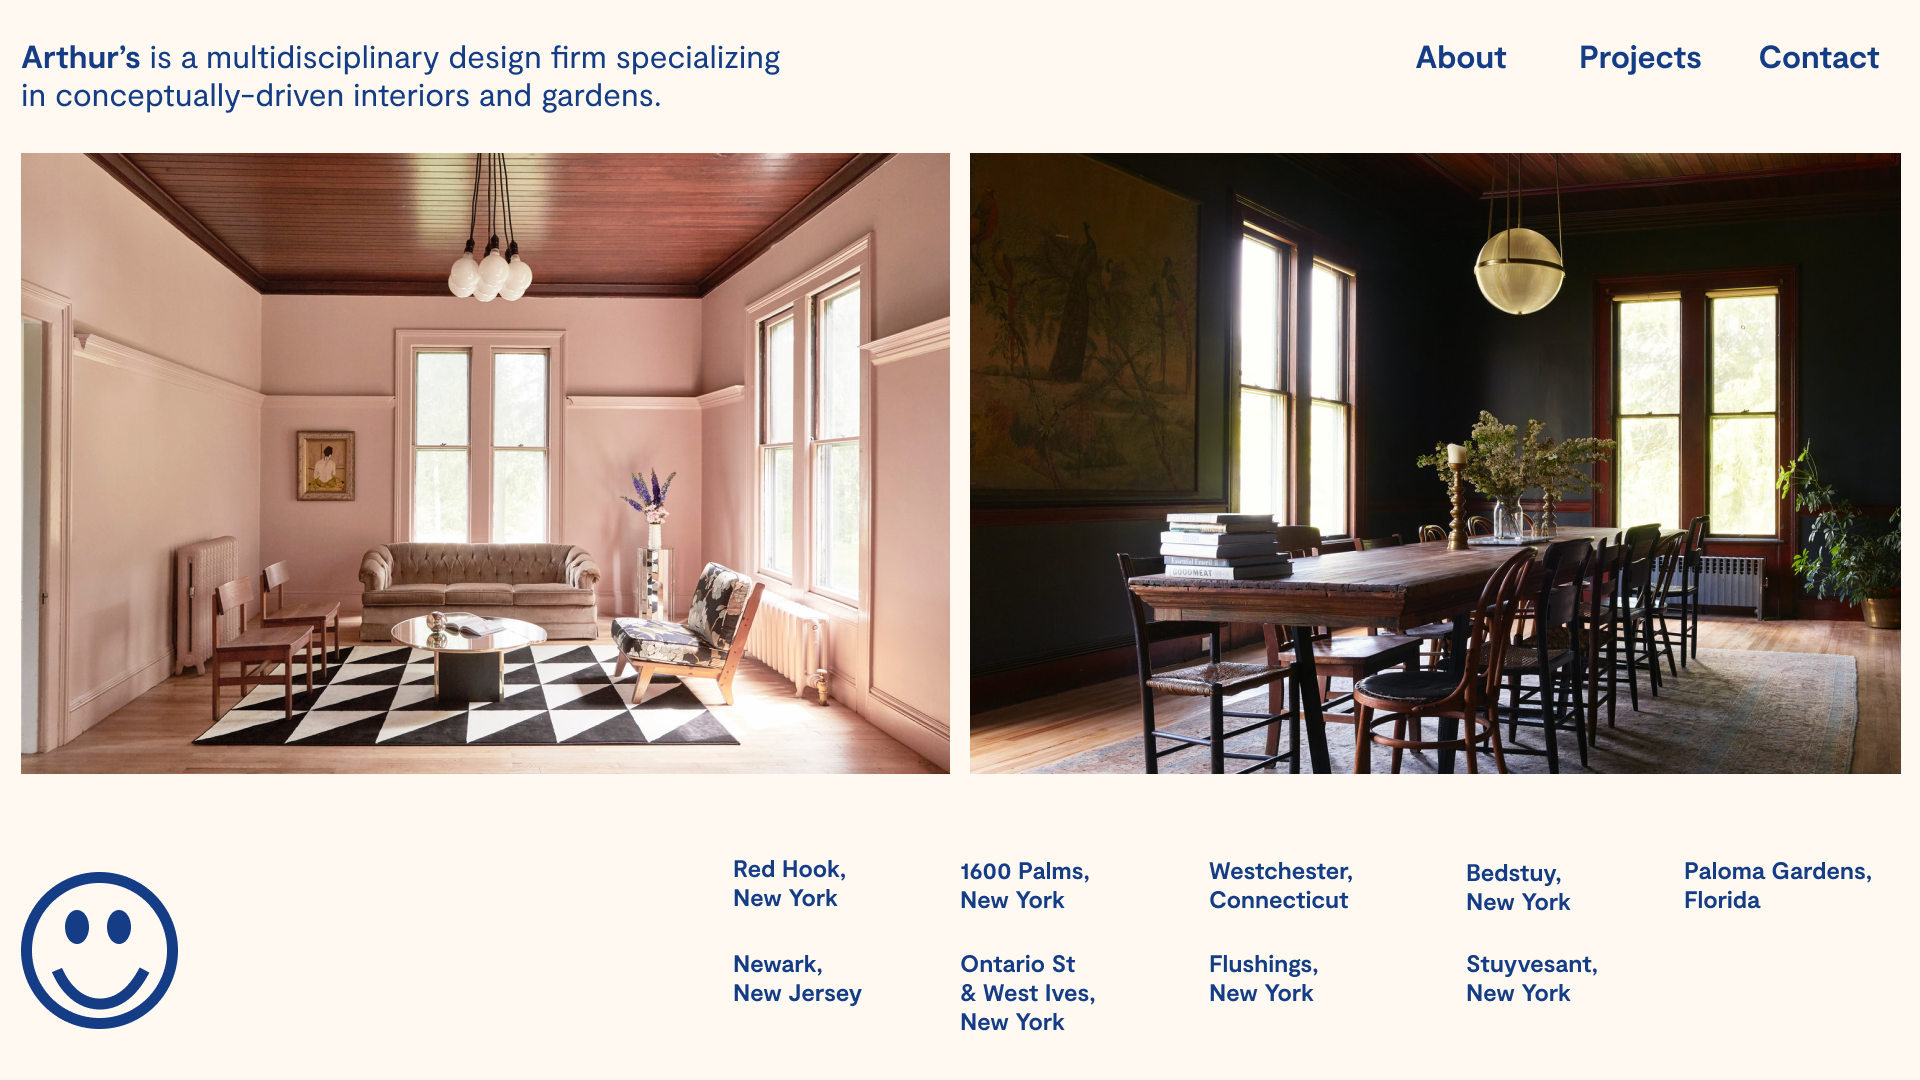 Arthur’s is a multidisciplinary design firm specializing
in conceptually-driven interiors and gardens.
About
Projects
Contact
GOODMEAT
Red Hook,
New York
1600 Palms,
New York
Westchester,
Connecticut
Bedstuy,
New York
Paloma Gardens,
Florida
Newark,
New Jersey
Ontario St
& West Ives,
New York
Flushings,
New York
Stuyvesant,
New York